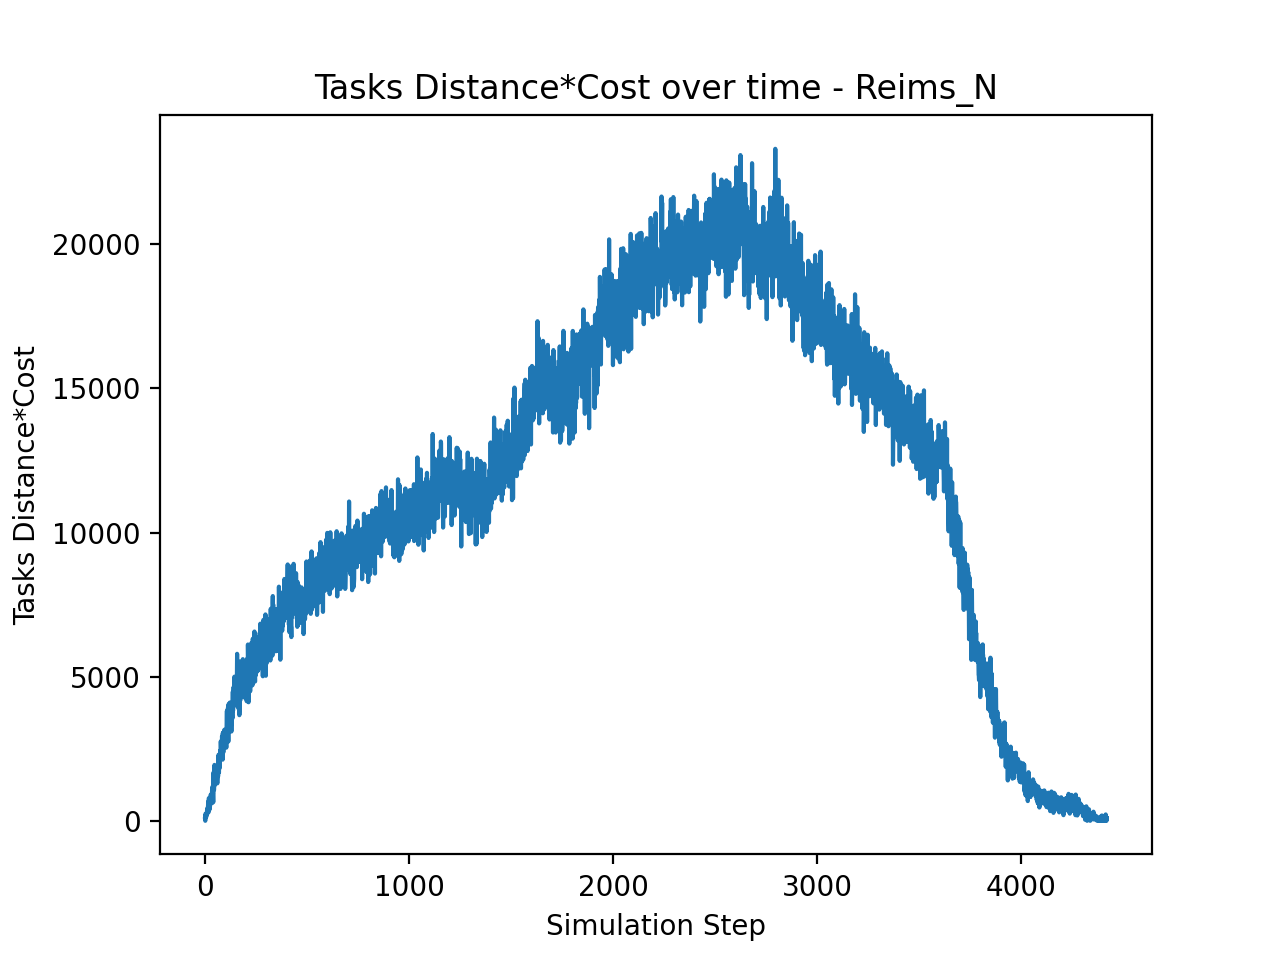 Tasks Distance*Cost over time - Reims_N
Tasks Distance*Cost
20000
15000
10000
5000
0
0 1000 2000 3000 4000
Simulation Step